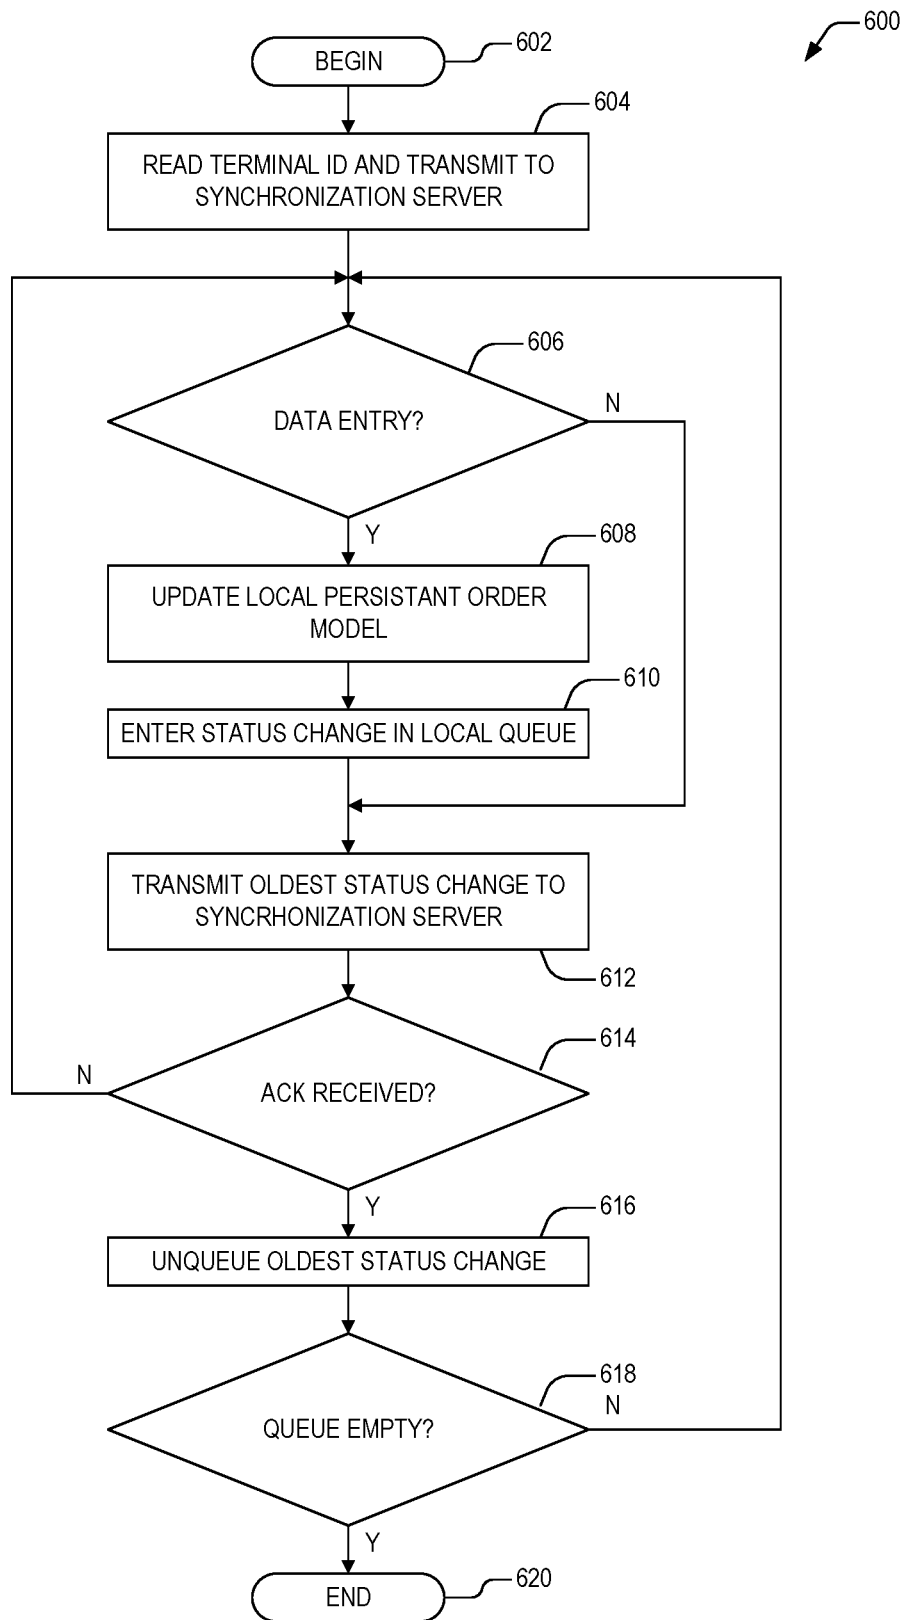 600
BEGIN
602
604
READ TERMINAL ID AND TRANSMIT TO
SYNCHRONIZATION SERVER
606
DATA ENTRY?
N
Y
608
UPDATE LOCAL PERSISTANT ORDER
MODEL
610
ENTER STATUS CHANGE IN LOCAL QUEUE
TRANSMIT OLDEST STATUS CHANGE TO
SYNCRHONIZATION SERVER
612
614
N
ACK RECEIVED?
Y
616
UNQUEUE OLDEST STATUS CHANGE
618
N
QUEUE EMPTY?
Y
END
620